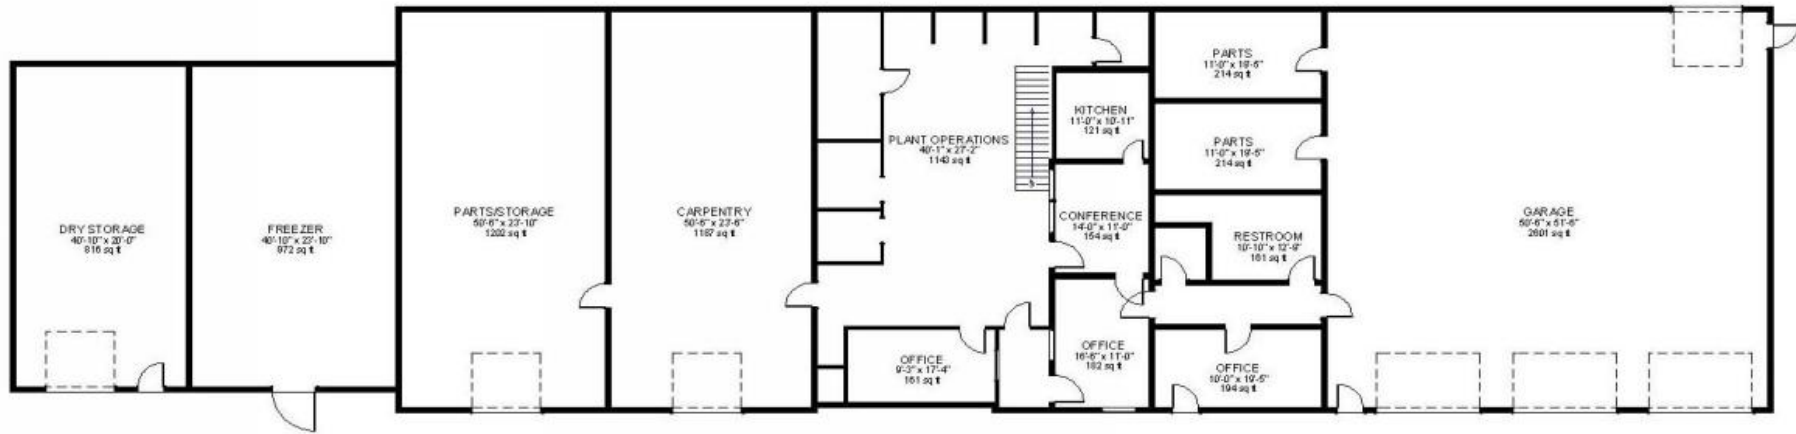 DRY STORAGE
40'-10" x 20'-0"
816 sq ft
FREEZER
40'-10" x 23'-10"
972 sq ft
PARTS/STORAGE
50'-6" x 23'-10"
1202 sq ft
CARPENTRY
50'-6" x 23'-6"
1187 sq ft
PLANT OPERATIONS
40'-1" x 27'-2"
1143 sq ft
OFFICE
9'-3" x 17'-4"
161 sq ft
KITCHEN
11'-0" x 10'-11"
121 sq ft
CONFERENCE
14'-0" x 11'-0"
154 sq ft
OFFICE
16'-6" x 11'-0"
182 sq ft
PARTS
11'-0" x 19'-5"
214 sq ft
PARTS
11'-0" x 19'-5"
214 sq ft
RESTROOM
10'-10" x 12'-9"
161 sq ft
OFFICE
10'-0" x 19'-5"
194 sq ft
GARAGE
50'-6" x 51'-6"
2601 sq ft